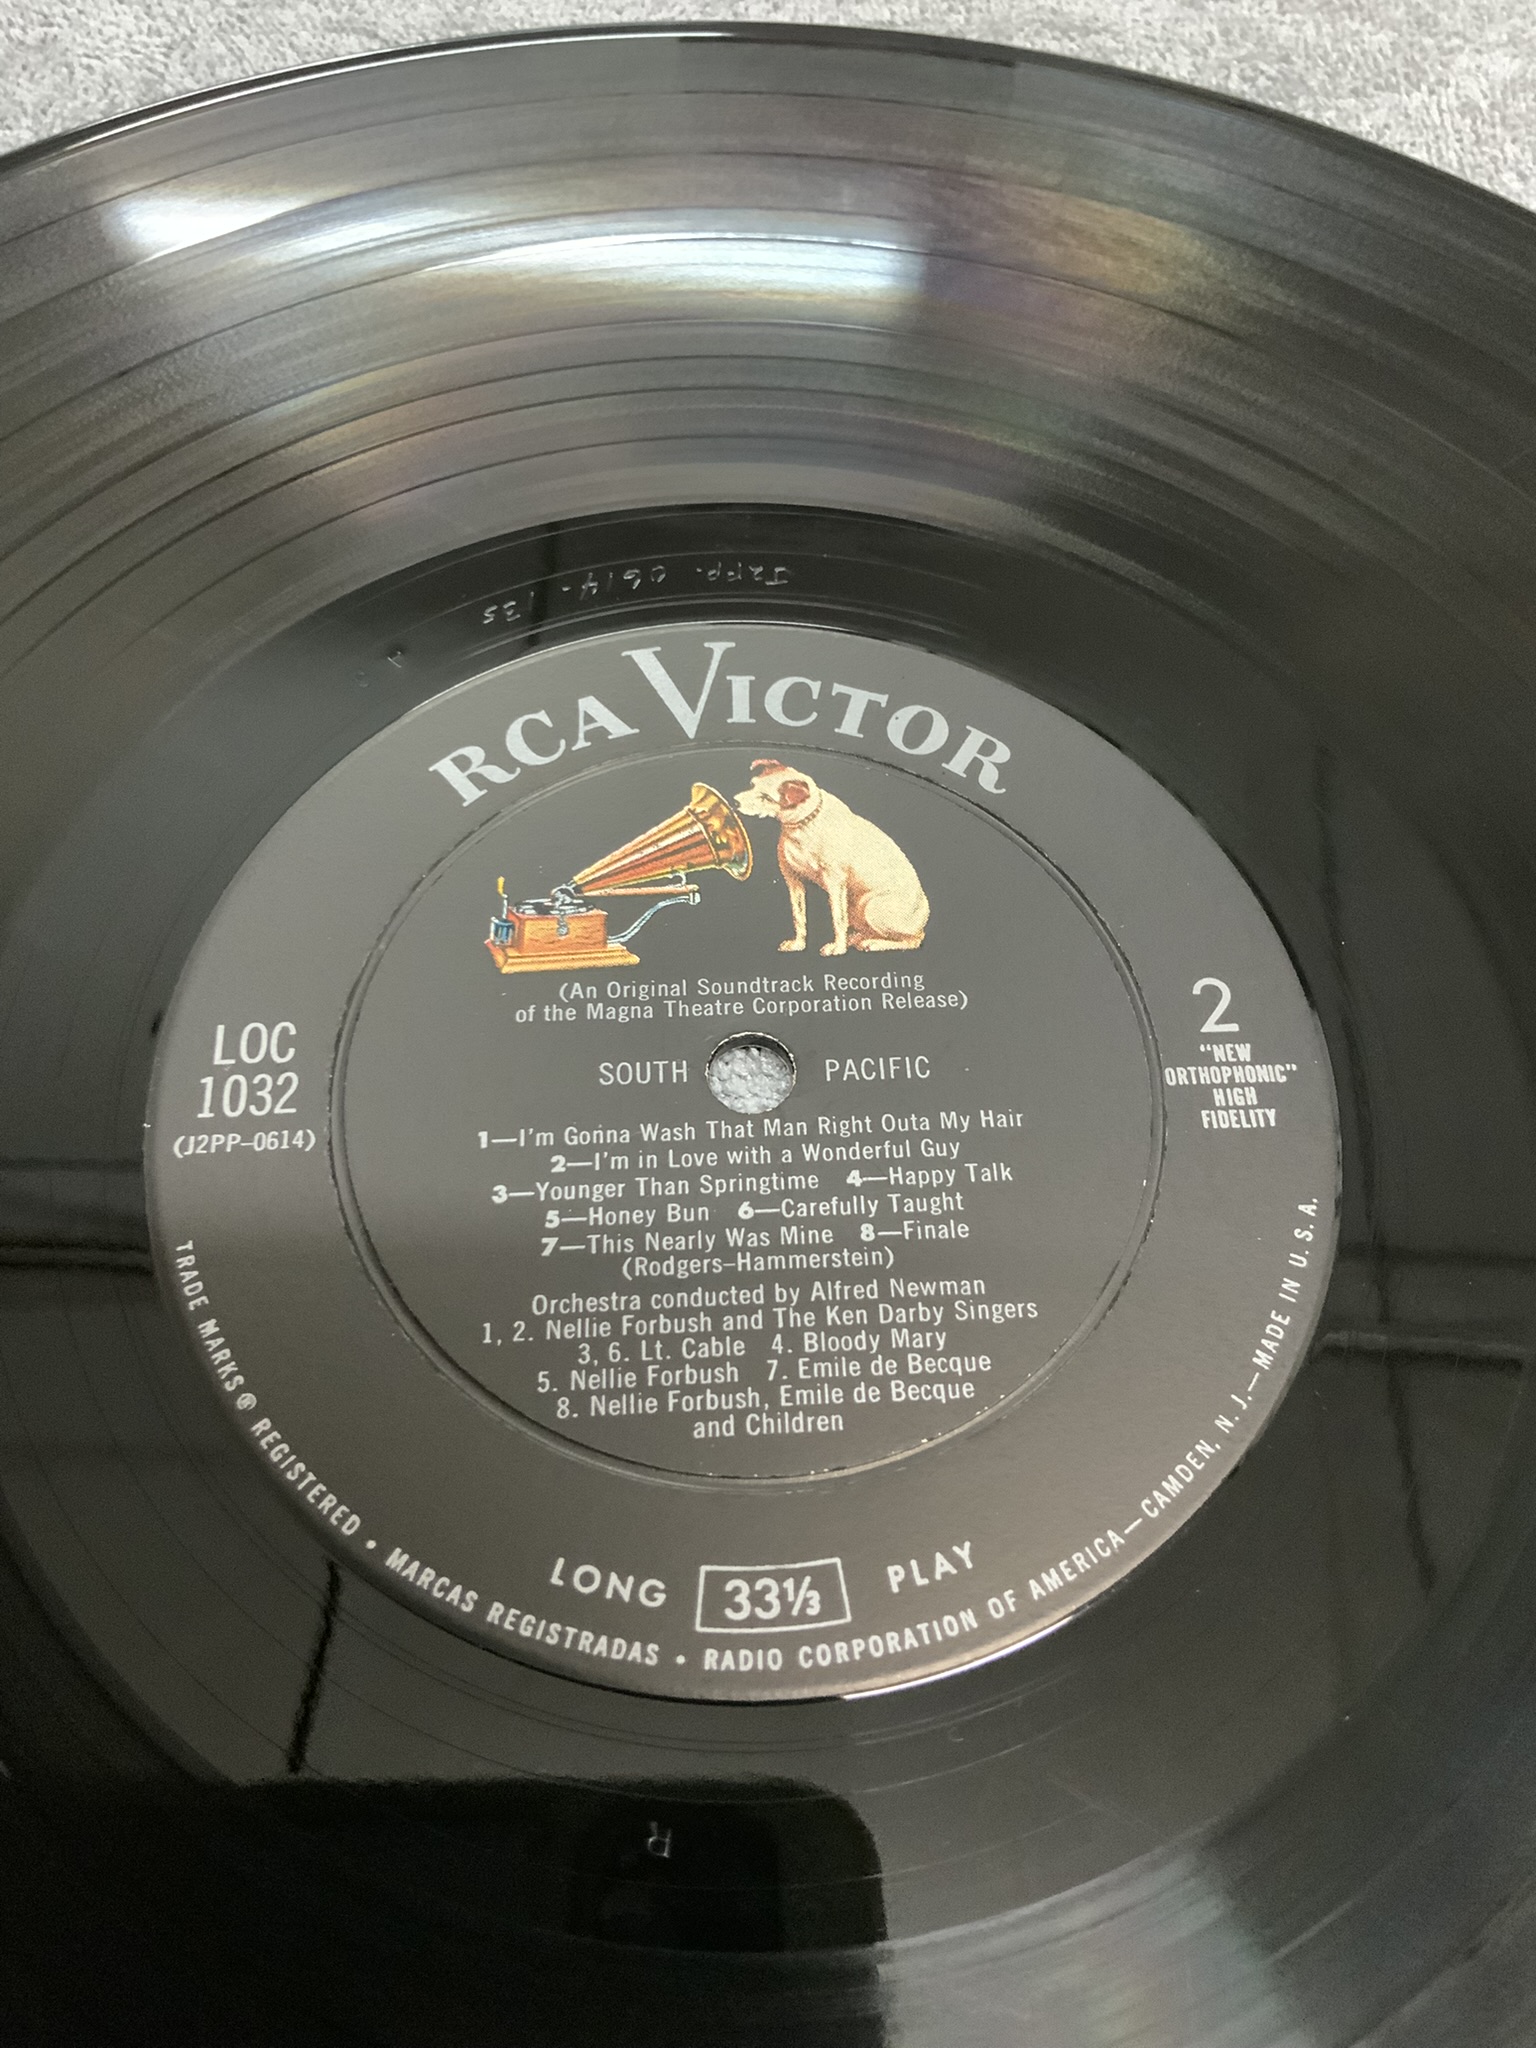 J2PP-0614-13S
RCA VICTOR
(An Original Soundtrack Recording
of the Magna Theatre Corporation Release)
LOC
1032
(J2PP–0614)
2
"NEW
ORTHOPHONIC"
HIGH
FIDELITY
SOUTH PACIFIC
1—I'm Gonna Wash That Man Right Outa My Hair
2—I'm in Love with a Wonderful Guy
3—Younger Than Springtime 4—Happy Talk
5—Honey Bun 6—Carefully Taught
7—This Nearly Was Mine 8—Finale
(Rodgers–Hammerstein)
Orchestra conducted by Alfred Newman
1, 2. Nellie Forbush and The Ken Darby Singers
3, 6. Lt. Cable 4. Bloody Mary
5. Nellie Forbush 7. Emile de Becque
8. Nellie Forbush, Emile de Becque
and Children
LONG 33⅓ PLAY
TRADE MARKS® REGISTERED • MARCAS REGISTRADAS • RADIO CORPORATION OF AMERICA—CAMDEN, N. J.—MADE IN U. S. A.
R